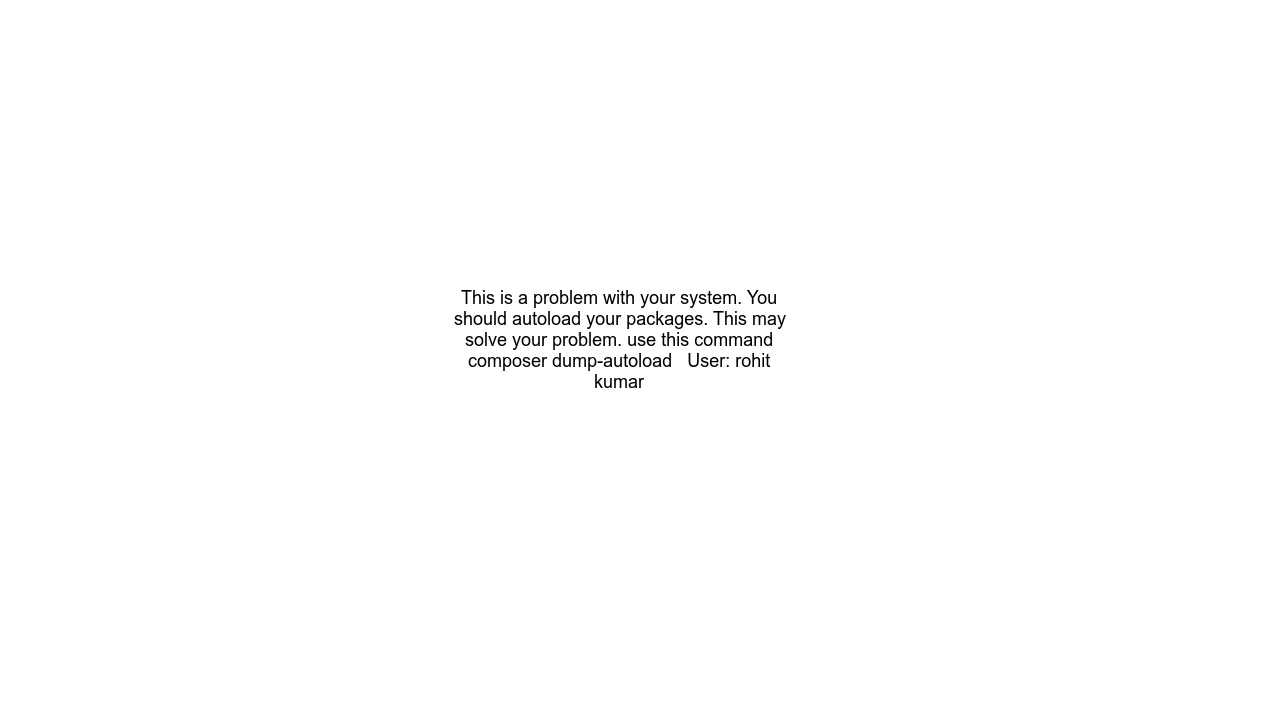 This is a problem with your system. You
should autoload your packages. This may
solve your problem. use this command
composer dump-autoload   User: rohit
kumar